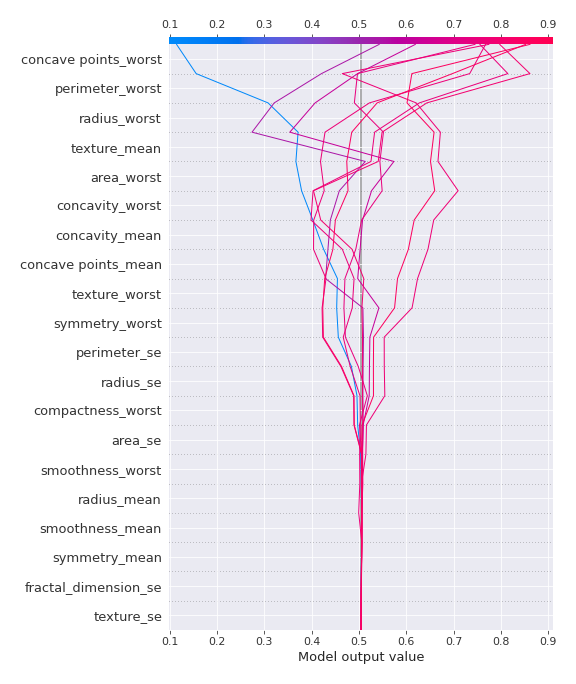 0.1 0.2 0.3 0.4 0.5 0.6 0.7 0.8 0.9
concave points_worst
perimeter_worst
radius_worst
texture_mean
area_worst
concavity_worst
concavity_mean
concave points_mean
texture_worst
symmetry_worst
perimeter_se
radius_se
compactness_worst
area_se
smoothness_worst
radius_mean
smoothness_mean
symmetry_mean
fractal_dimension_se
texture_se
0.1 0.2 0.3 0.4 0.5 0.6 0.7 0.8 0.9
Model output value